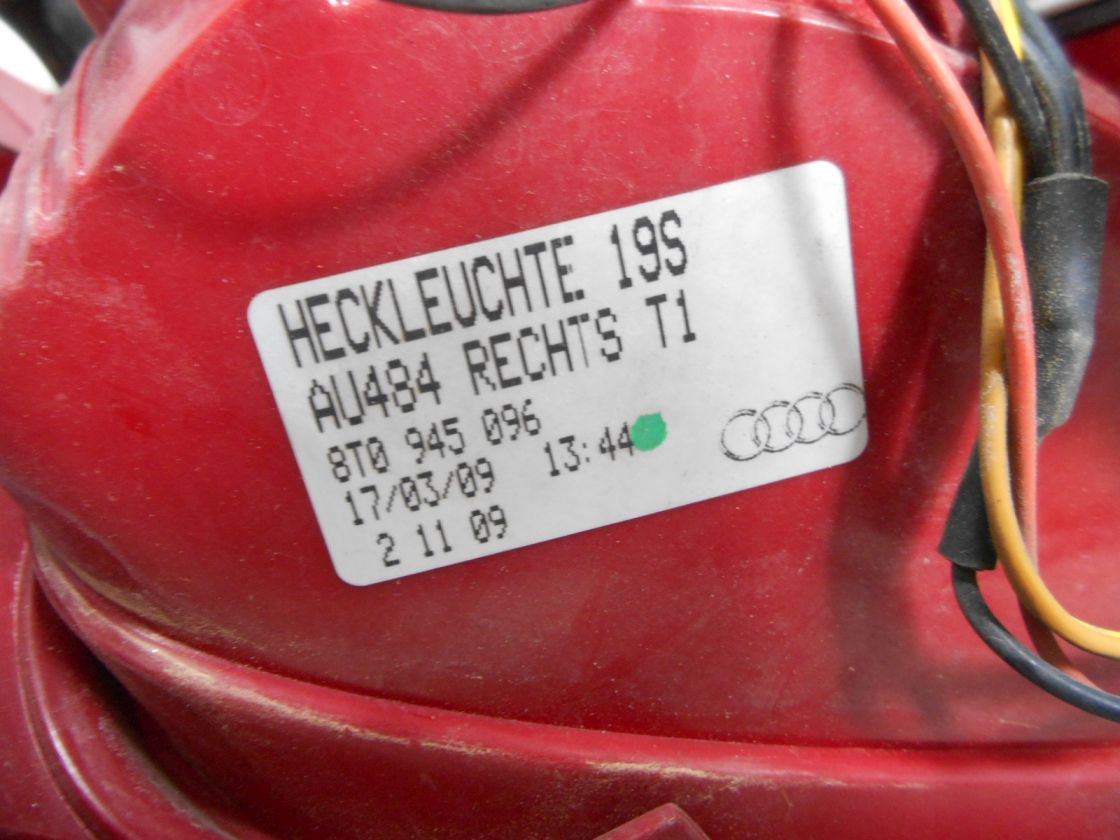 HECKLEUCHTE 19S
AU484 RECHTS T1
8T0 945 096
17/03/09 13:44
2 11 09